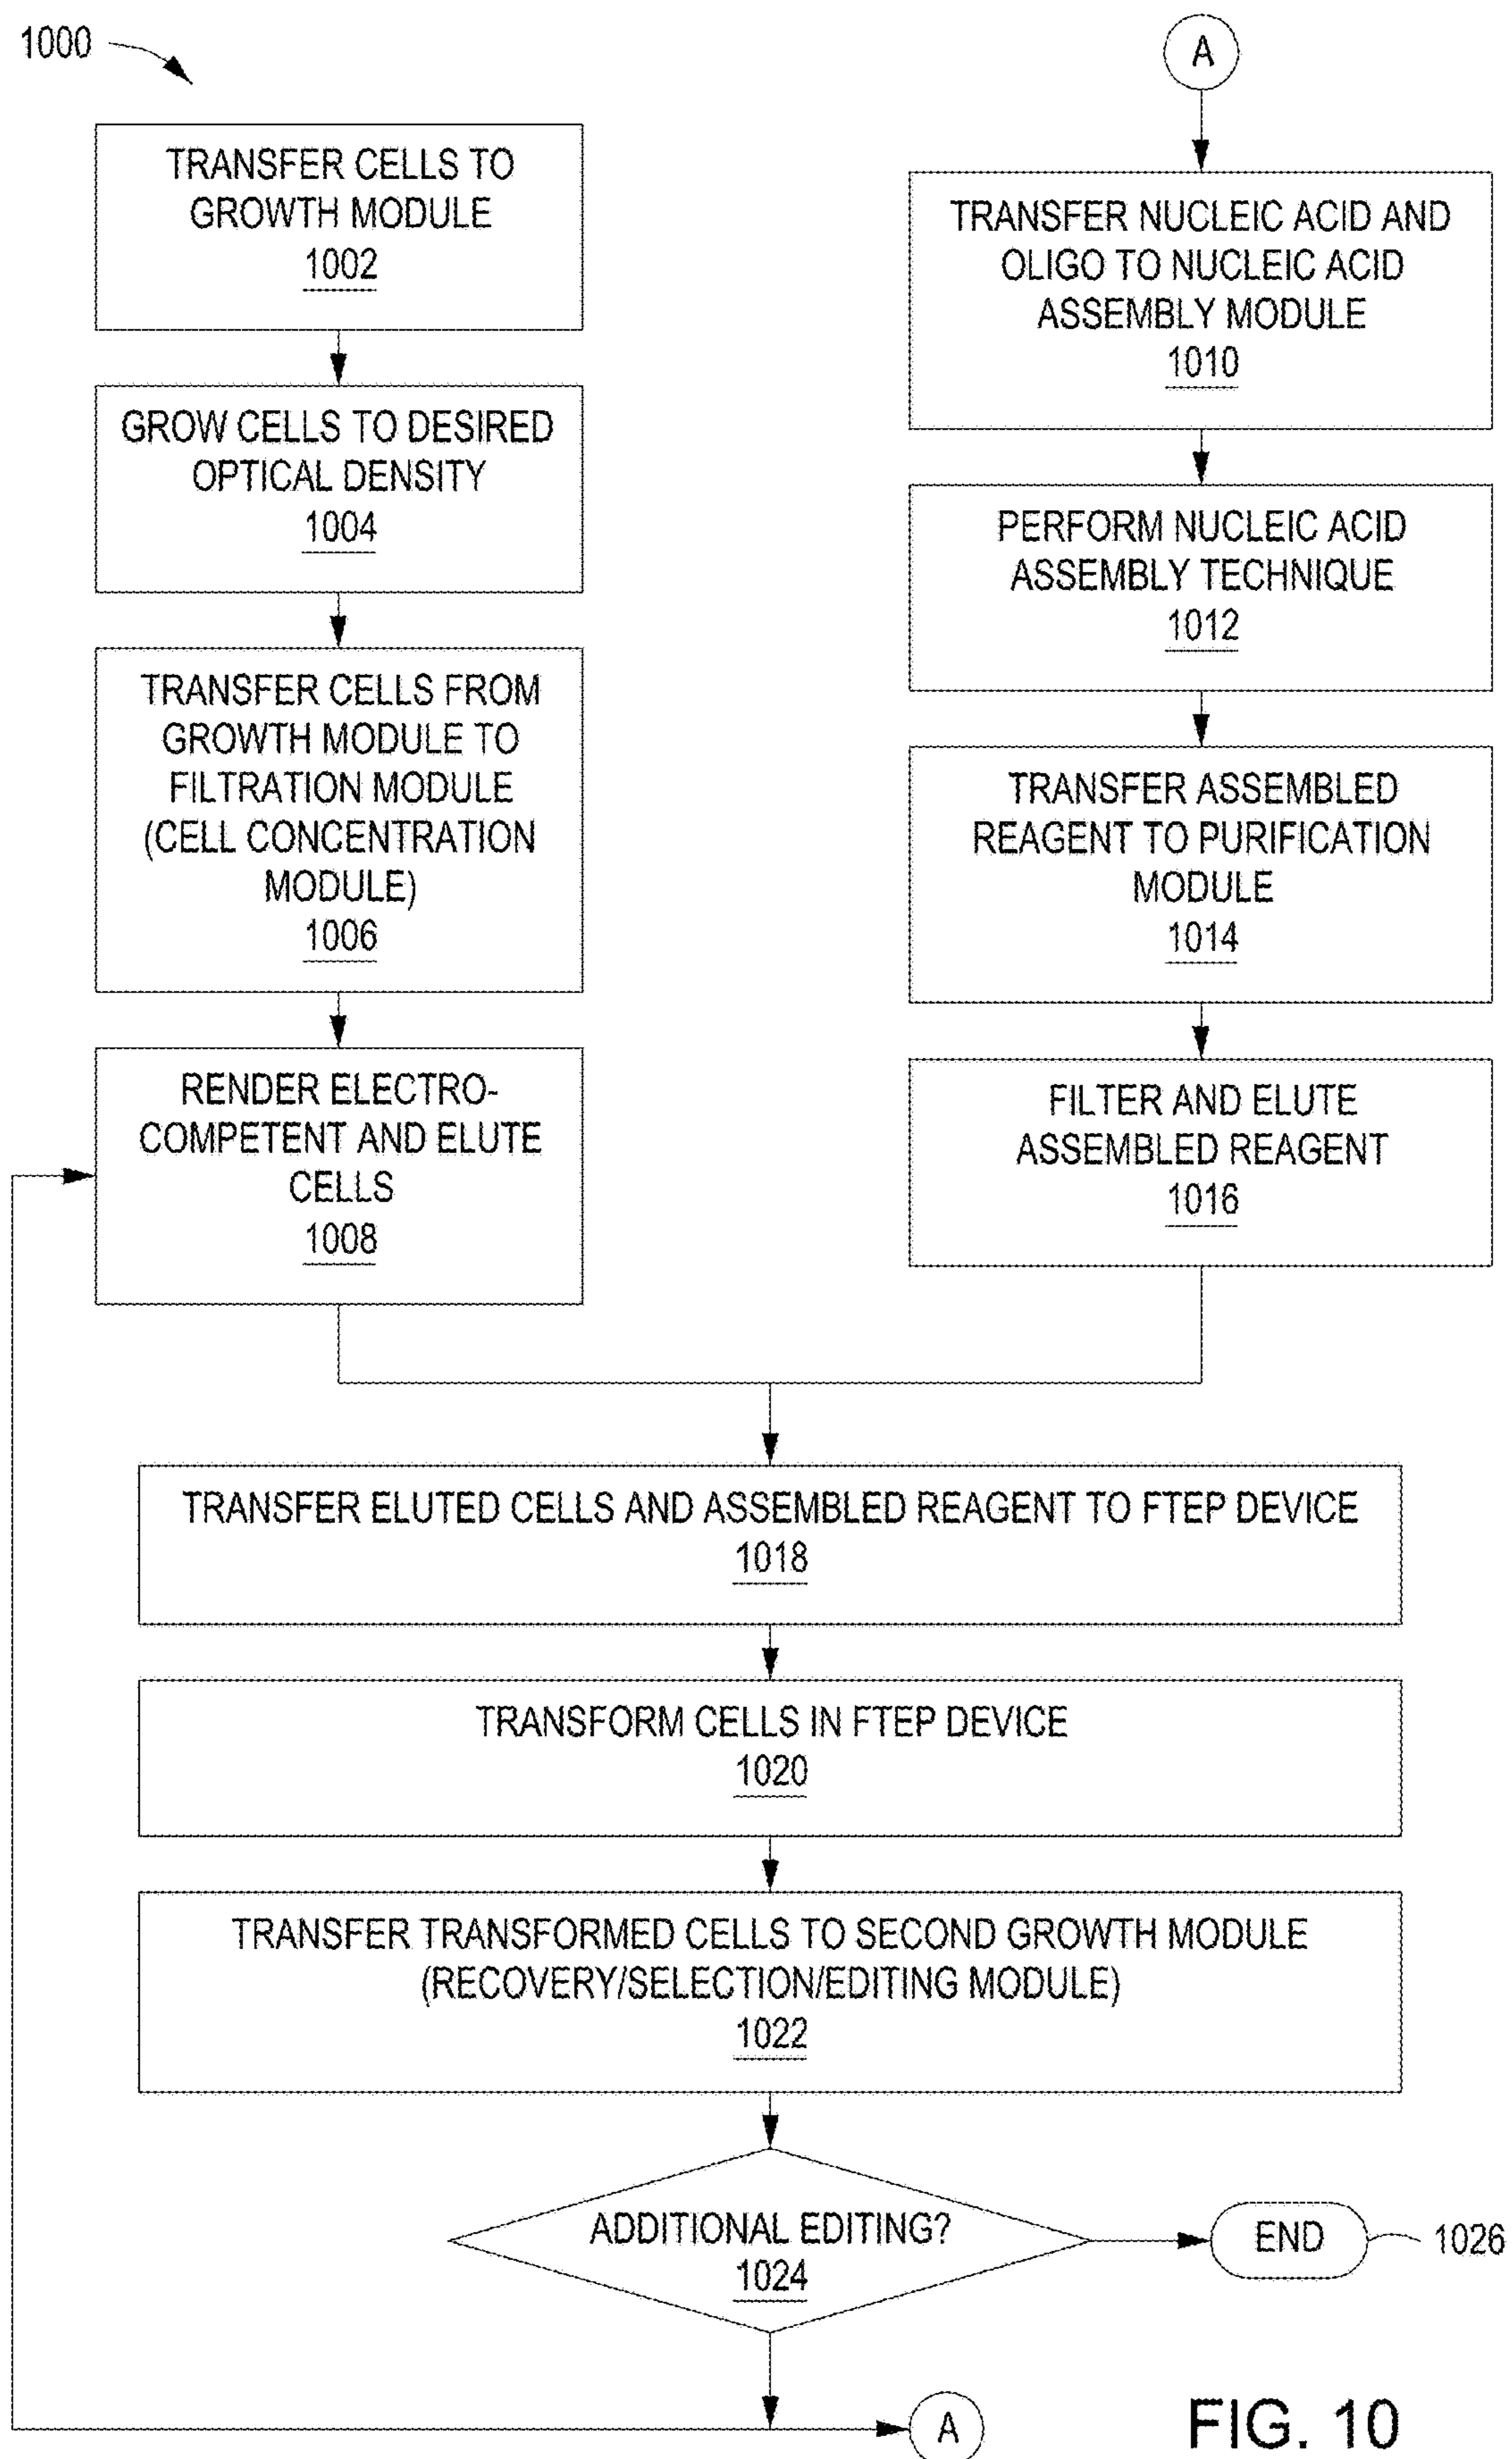 1000
TRANSFER CELLS TO
GROWTH MODULE
1002
GROW CELLS TO DESIRED
OPTICAL DENSITY
1004
TRANSFER CELLS FROM
GROWTH MODULE TO
FILTRATION MODULE
(CELL CONCENTRATION
MODULE)
1006
RENDER ELECTRO-
COMPETENT AND ELUTE
CELLS
1008
A
TRANSFER NUCLEIC ACID AND
OLIGO TO NUCLEIC ACID
ASSEMBLY MODULE
1010
PERFORM NUCLEIC ACID
ASSEMBLY TECHNIQUE
1012
TRANSFER ASSEMBLED
REAGENT TO PURIFICATION
MODULE
1014
FILTER AND ELUTE
ASSEMBLED REAGENT
1016
TRANSFER ELUTED CELLS AND ASSEMBLED REAGENT TO FTEP DEVICE
1018
TRANSFORM CELLS IN FTEP DEVICE
1020
TRANSFER TRANSFORMED CELLS TO SECOND GROWTH MODULE
(RECOVERY/SELECTION/EDITING MODULE)
1022
ADDITIONAL EDITING?
1024
END
1026
A
FIG. 10